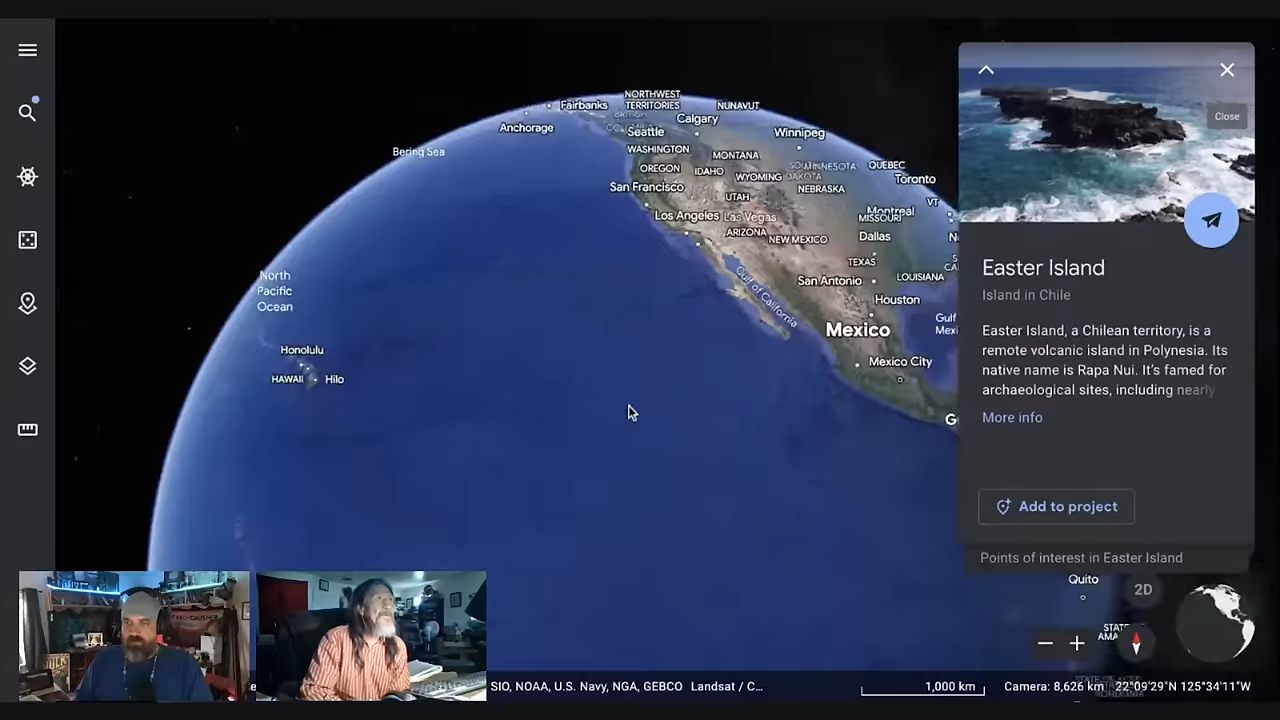 NORTHWEST
TERRITORIES
NUNAVUT
Fairbanks
Anchorage
Calgary
Seattle
Winnipeg
Bering Sea
WASHINGTON
MONTANA
MINNESOTA
QUEBEC
OREGON
IDAHO
WYOMING
DAKOTA
Toronto
San Francisco
NEBRASKA
UTAH
VT
Montreal
MISSOURI
Los Angeles
Las Vegas
ARIZONA
NEW MEXICO
Dallas
TEXAS
San Antonio
LOUISIANA
Houston
Gulf of California
Mexico
Mexico City
North
Pacific
Ocean
Honolulu
HAWAII
Hilo
Close
Easter Island
Island in Chile
Easter Island, a Chilean territory, is a
remote volcanic island in Polynesia. Its
native name is Rapa Nui. It's famed for
archaeological sites, including nearly
More info
Add to project
Points of interest in Easter Island
Quito
2D
SIO, NOAA, U.S. Navy, NGA, GEBCO Landsat / C...
1,000 km
Camera: 8,626 km 22°09'29"N 125°34'11"W